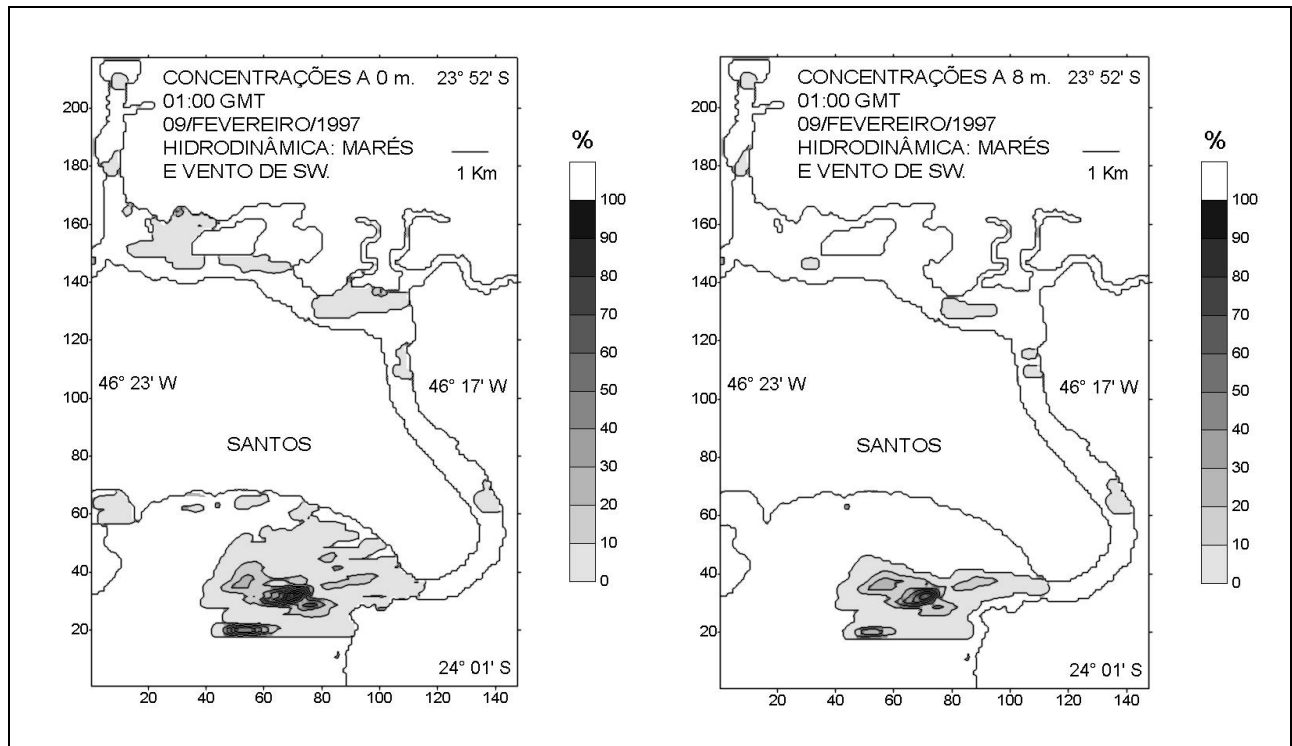 CONCENTRAÇÕES A 0 m. 23° 52' S
01:00 GMT
09/FEVEREIRO/1997
HIDRODINÂMICA: MARÉS
E VENTO DE SW. 1 Km
200
180
160
140
120
100
80
60
40
20
46° 23' W
46° 17' W
SANTOS
24° 01' S
20 40 60 80 100 120 140
%
100
90
80
70
60
50
40
30
20
10
0
CONCENTRAÇÕES A 8 m. 23° 52' S
01:00 GMT
09/FEVEREIRO/1997
HIDRODINÂMICA: MARÉS
E VENTO DE SW. 1 Km
200
180
160
140
120
100
80
60
40
20
46° 23' W
46° 17' W
SANTOS
24° 01' S
20 40 60 80 100 120 140
%
100
90
80
70
60
50
40
30
20
10
0